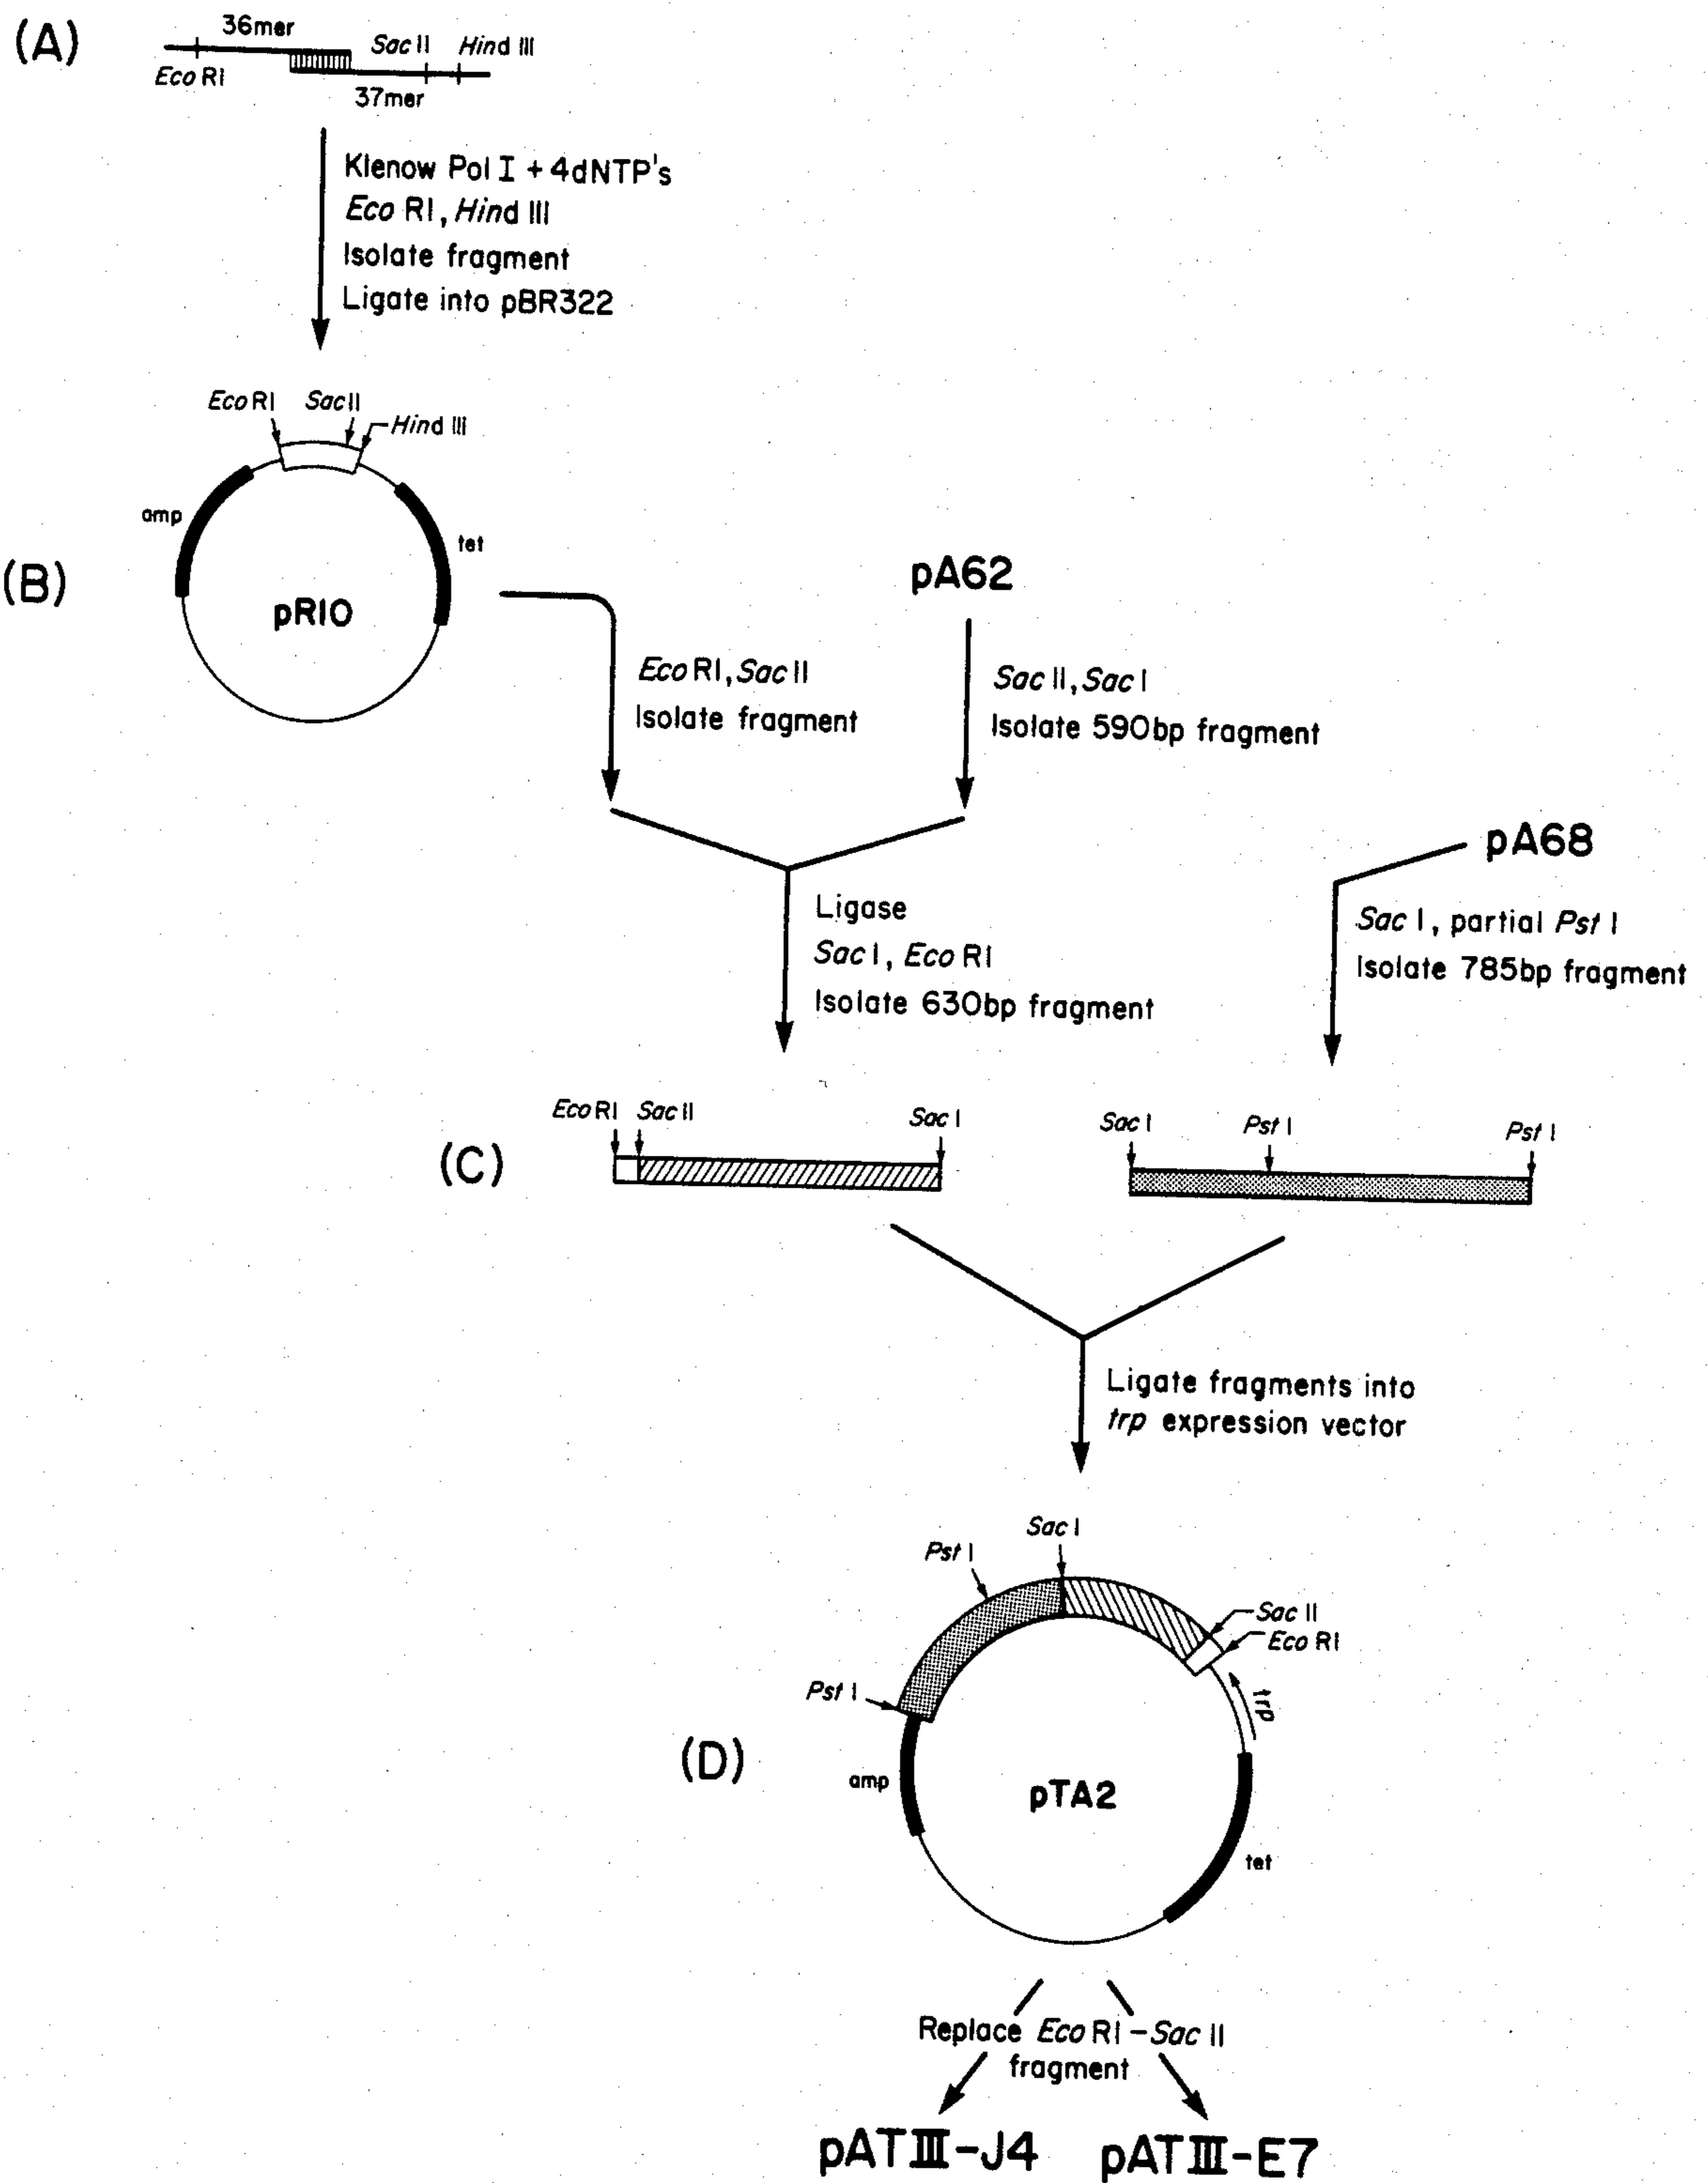 (A)
36mer
Sac II
Hind III
Eco RI
37mer
Klenow Pol I + 4dNTP's
Eco RI, Hind III
Isolate fragment
Ligate into pBR322
Eco RI
Sac II
Hind III
amp
tet
(B)
pR10
pA62
Eco RI, Sac II
Isolate fragment
Sac II, Sac I
Isolate 590bp fragment
pA68
Ligase
Sac I, Eco RI
Isolate 630bp fragment
Sac I, partial Pst I
Isolate 785bp fragment
(C)
Eco RI
Sac II
Sac I
Sac I
Pst I
Pst I
Ligate fragments into
trp expression vector
Sac I
Pst I
Sac II
Eco RI
Pst I
trp
(D)
amp
pTA2
tet
Replace Eco RI - Sac II
fragment
pATIII-J4
pATIII-E7